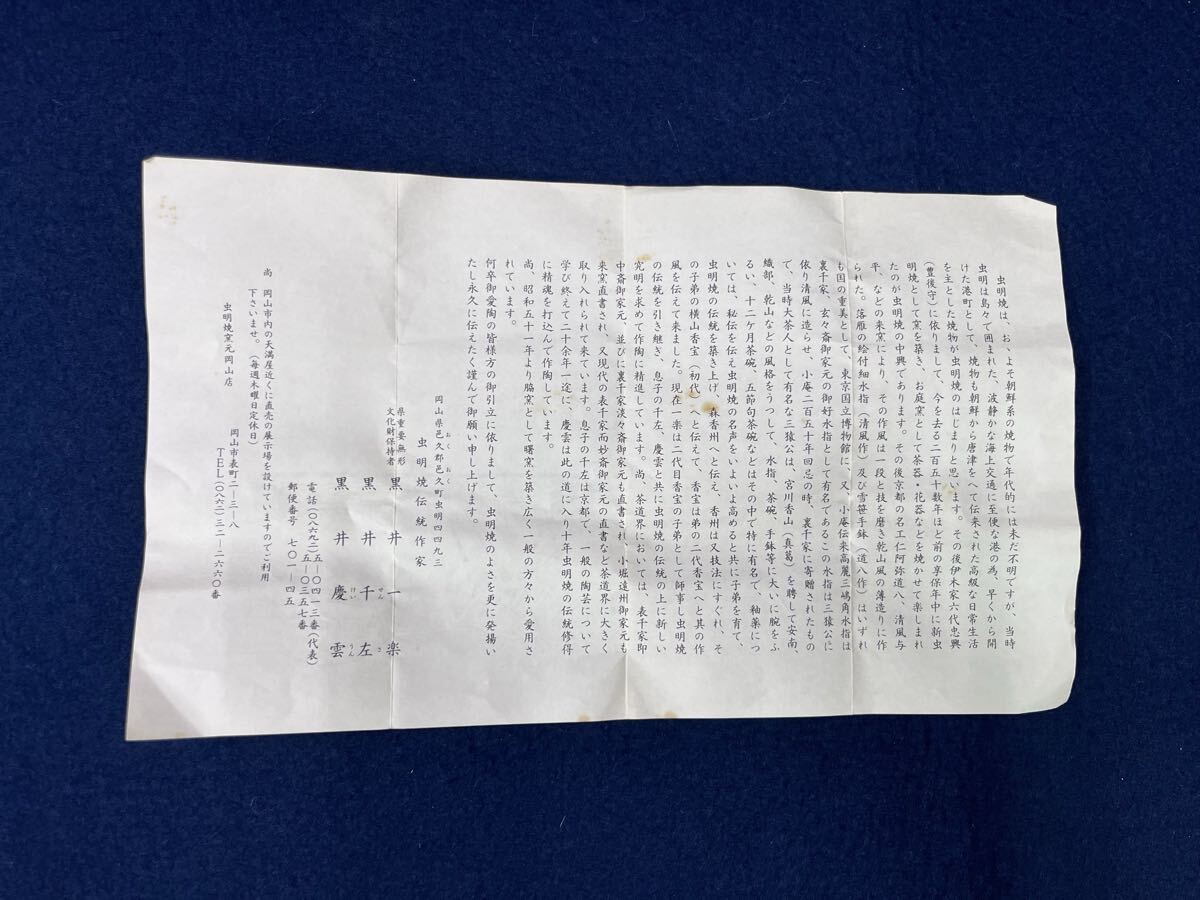 虫明焼は、およそ朝鮮系の焼物で年代的には未だ不明ですが、当時
虫明は島々で囲まれた、波静かな海上交通に至便な港の為、早くから開
けた港町として、焼物も朝鮮から唐津をへて伝来された高級な日常生活
を主とした焼物が虫明焼のはじまりと思います。その後伊木家六代忠興
(豊後守)に依りまして、今を去る二百五十数年ほど前の享保年中に新虫
明焼として窯を築き、お庭窯として茶器・花器などを焼かせて楽しまれ
たのが虫明焼の中興であります。その後京都の名工仁阿弥道八、清風与
平、などの来窯により、その作風は一段と技を磨き乾山風の薄造りに作
られた。落雁の絵付細水指(清風作)及び雪笹手鉢(道八作)はいずれ
も国の重美として、東京国立博物館に、又、小庵伝来高麗三嶋角水指は
裏千家、玄々斎御家元の御好水指として有名であるこの水指は三猿公に
依り清風に造らせ、小庵二百五十年回忌の時、裏千家に寄贈されたもの
で、当時大茶人として有名な三猿公は、宮川香山(真葛)を聘して安南、
織部、乾山などの風格をうつして、水指、茶碗、手鉢等に大いに腕をふ
るい、十二ケ月茶碗、五節句茶碗などはその中で特に有名で、釉薬につ
いては、秘伝を伝え虫明焼の名声をいよいよ高めると共に子弟を育て、
虫明焼の伝統を築き上げ、森香州へと伝え、香州は又技法にすぐれ、そ
の子弟の横山香宝(初代)へと伝えて、香宝は弟の二代香宝へと其の作
風を伝えて来ました。現在一楽は二代目香宝の子弟として師事し虫明焼
の伝統を引き継ぎ、息子の千左、慶雲と共に虫明焼の伝統の上に新しい
究明を求めて作陶に精進しています。尚、茶道界においては、表千家即
中斎御家元、並びに裏千家淡々斎御家元も直書され、小堀遠州御家元も
来窯直書され、又現代の表千家而妙斎御家元の直書など茶道界に大きく
取り入れられて来ています。息子の千左は京都で、一般の陶芸について
学び終えて二十余年一途に、慶雲は此の道に入り十年虫明焼の伝統修得
に精魂を打込んで作陶しています。
尚、昭和五十一年より脇窯として曙窯を築き広く一般の方々から愛用さ
れています。
何卒御愛陶の皆様方の御引立に依りまして、虫明焼のよさを更に発揚い
たし永久に伝えたく謹んで御願い申し上げます。
岡山県邑久郡邑久町虫明四四九三
おくおく
虫明焼伝統作家
県重要無形
文化財保持者
黒井一楽
黒井千左
せんさ
黒井慶雲
けいうん
電話(〇八六九二)五―〇四一三番(代表)
五―〇三五七番
郵便番号 七〇一―四五
尚 岡山市内の天満屋近くに直売の展示場を設けていますのでご利用
下さいませ。(毎週木曜日定休日)
岡山市表町二―三―八
虫明焼窯元岡山店
TEL(〇八六二)三二―二六六〇番